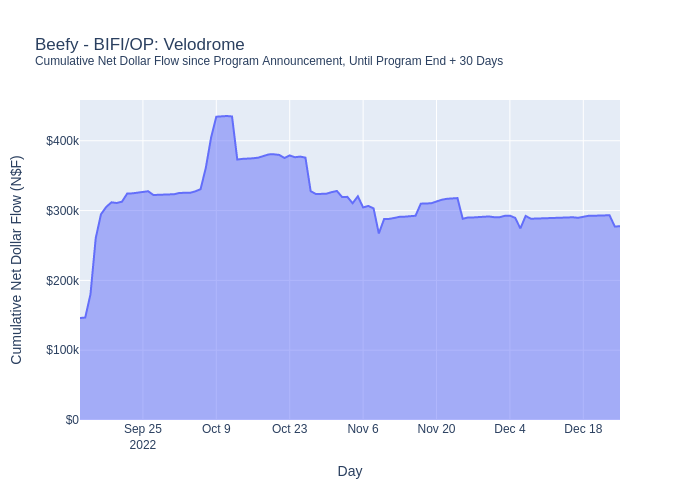 Beefy - BIFI/OP: Velodrome
Cumulative Net Dollar Flow since Program Announcement, Until Program End + 30 Days
Cumulative Net Dollar Flow (N$F)
$400k
$300k
$200k
$100k
$0
Sep 25 Oct 9 Oct 23 Nov 6 Nov 20 Dec 4 Dec 18
2022
Day